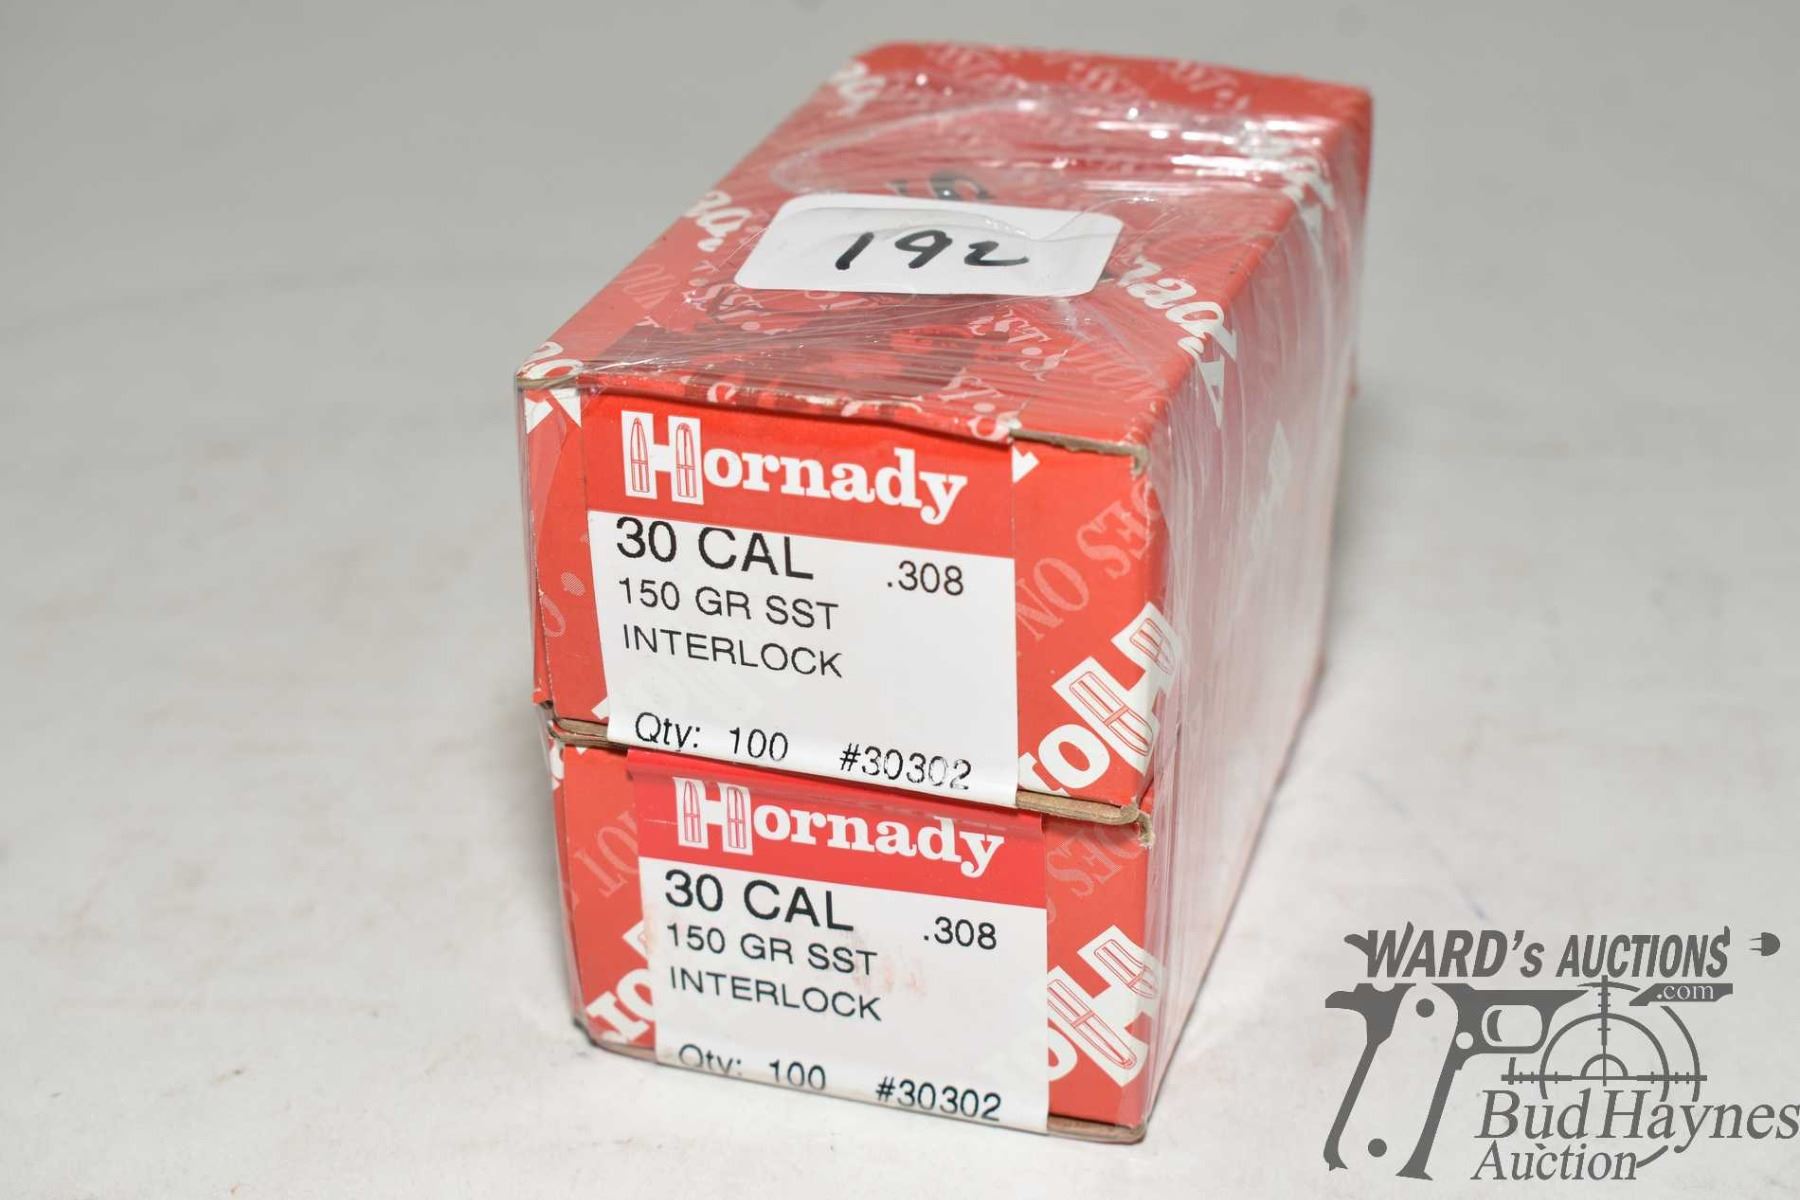 192
Hornady
30 CAL .308
150 GR SST
INTERLOCK
Qty: 100 #30302
Hornady
30 CAL .308
150 GR SST
INTERLOCK
Qty: 100 #30302
WARD's AUCTIONS
.com
Bud Haynes
Auction